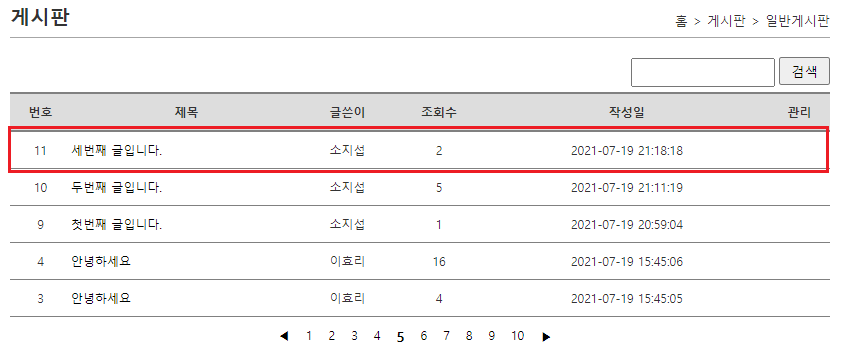 게시판
홈 > 게시판 > 일반게시판
검색
번호 제목 글쓴이 조회수 작성일 관리
11 세번째 글입니다. 소지섭 2 2021-07-19 21:18:18
10 두번째 글입니다. 소지섭 5 2021-07-19 21:11:19
9 첫번째 글입니다. 소지섭 1 2021-07-19 20:59:04
4 안녕하세요 이효리 16 2021-07-19 15:45:06
3 안녕하세요 이효리 4 2021-07-19 15:45:05
◀ 1 2 3 4 5 6 7 8 9 10 ▶